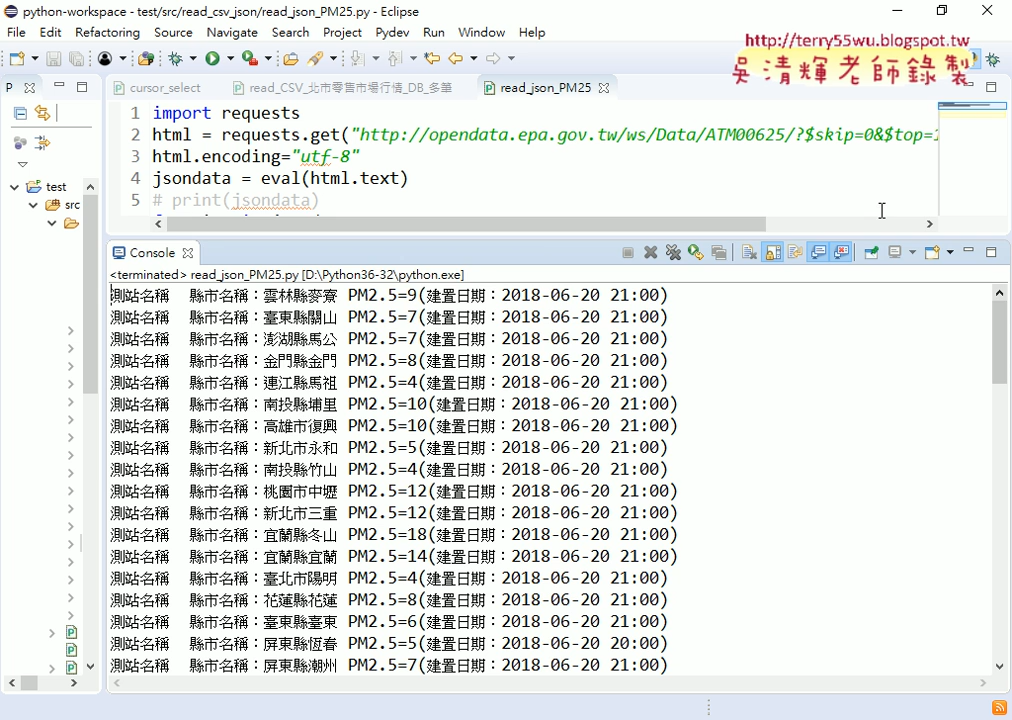 python-workspace - test/src/read_csv_json/read_json_PM25.py - Eclipse
File Edit Refactoring Source Navigate Search Project Pydev Run Window Help
http://terry55wu.blogspot.tw
吳清輝老師錄製
P
cursor_select
read_CSV_北市零售市場行情_DB_多筆
read_json_PM25
1 import requests
2 html = requests.get("http://opendata.epa.gov.tw/ws/Data/ATM00625/?$skip=0&$top=1
3 html.encoding="utf-8"
4 jsondata = eval(html.text)
5 # print(jsondata)
test
src
Console
<terminated> read_json_PM25.py [D:\Python36-32\python.exe]
測站名稱 縣市名稱：雲林縣麥寮 PM2.5=9(建置日期：2018-06-20 21:00)
測站名稱 縣市名稱：臺東縣關山 PM2.5=7(建置日期：2018-06-20 21:00)
測站名稱 縣市名稱：澎湖縣馬公 PM2.5=7(建置日期：2018-06-20 21:00)
測站名稱 縣市名稱：金門縣金門 PM2.5=8(建置日期：2018-06-20 21:00)
測站名稱 縣市名稱：連江縣馬祖 PM2.5=4(建置日期：2018-06-20 21:00)
測站名稱 縣市名稱：南投縣埔里 PM2.5=10(建置日期：2018-06-20 21:00)
測站名稱 縣市名稱：高雄市復興 PM2.5=10(建置日期：2018-06-20 21:00)
測站名稱 縣市名稱：新北市永和 PM2.5=5(建置日期：2018-06-20 21:00)
測站名稱 縣市名稱：南投縣竹山 PM2.5=4(建置日期：2018-06-20 21:00)
測站名稱 縣市名稱：桃園市中壢 PM2.5=12(建置日期：2018-06-20 21:00)
測站名稱 縣市名稱：新北市三重 PM2.5=12(建置日期：2018-06-20 21:00)
測站名稱 縣市名稱：宜蘭縣冬山 PM2.5=18(建置日期：2018-06-20 21:00)
測站名稱 縣市名稱：宜蘭縣宜蘭 PM2.5=14(建置日期：2018-06-20 21:00)
測站名稱 縣市名稱：臺北市陽明 PM2.5=4(建置日期：2018-06-20 21:00)
測站名稱 縣市名稱：花蓮縣花蓮 PM2.5=8(建置日期：2018-06-20 21:00)
測站名稱 縣市名稱：臺東縣臺東 PM2.5=6(建置日期：2018-06-20 21:00)
測站名稱 縣市名稱：屏東縣恆春 PM2.5=5(建置日期：2018-06-20 20:00)
測站名稱 縣市名稱：屏東縣潮州 PM2.5=7(建置日期：2018-06-20 21:00)